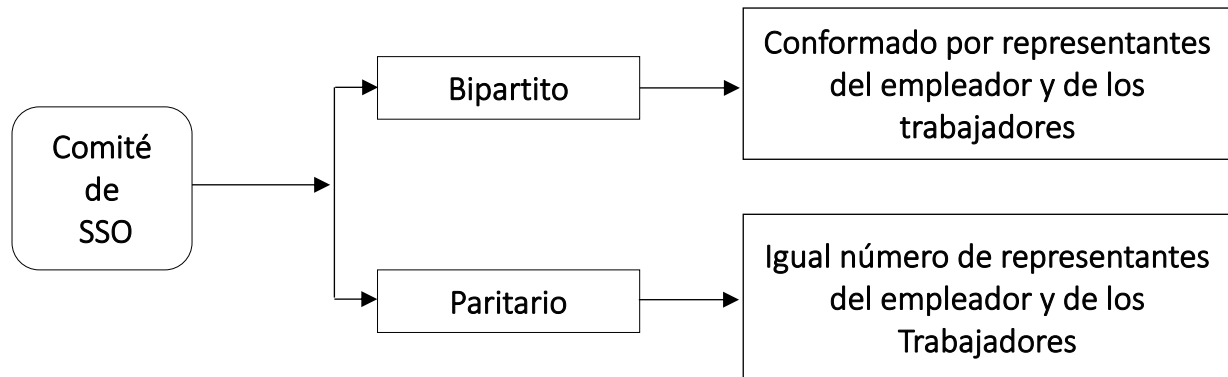 Comité
de
SSO
Bipartito
Conformado por representantes
del empleador y de los
trabajadores
Paritario
Igual número de representantes
del empleador y de los
Trabajadores